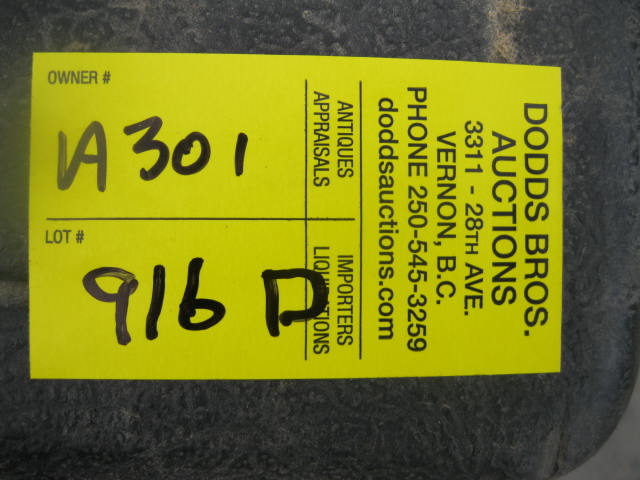 DODDS BROS.
AUCTIONS
3311 - 28TH AVE.
VERNON, B.C.
PHONE 250-545-3259
doddsauctions.com
ANTIQUES
APPRAISALS
IMPORTERS
LIQUIDATIONS
OWNER #
VA301
LOT #
916 D